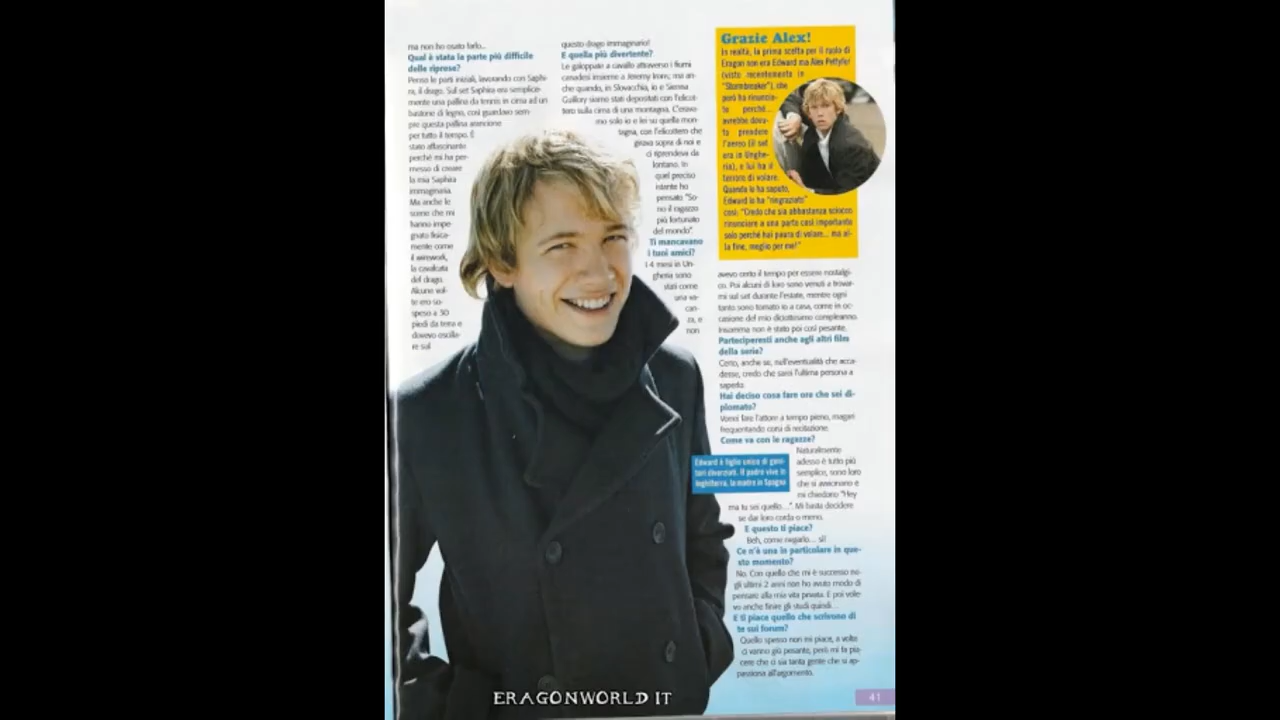 ma non ho osato farlo...
Qual è stata la parte più difficile
delle riprese?
Penso le parti iniziali, lavorando con Saphi-
ra, il drago. Sul set Saphira era semplice-
mente una pallina da tennis in cima ad un
bastone di legno, così guardavo sem-
pre questa pallina arancione
per tutto il tempo. È
stato affascinante
perché mi ha per-
messo di creare
la mia Saphira
immaginaria.
Ma anche le
scene che mi
hanno impe-
gnato fisica-
mente come
il wirework,
la cavalcata
del drago.
Alcune vol-
te ero so-
speso a 30
piedi da terra e
dovevo oscilla-
re sul
questo drago immaginario!
E quella più divertente?
Le galoppate a cavallo attraverso i fiumi
canadesi insieme a Jeremy Irons; ma an-
che quando, in Slovacchia, io e Sienna
Guillory siamo stati depositati con l'elicot-
tero sulla cima di una montagna. C'erava-
mo solo io e lei su quella mon-
tagna, con l'elicottero che
girava sopra di noi e
ci riprendeva da
lontano. In
quel preciso
istante ho
pensato "So-
no il ragazzo
più fortunato
del mondo".
Ti mancavano
i tuoi amici?
I 4 mesi in Un-
gheria sono
stati come
una va-
can-
za, e
non
Grazie Alex!
In realtà, la prima scelta per il ruolo di
Eragon non era Edward ma Alex Pettyfer
(visto recentemente in
"Stormbreaker"), che
però ha rinuncia-
to perché...
avrebbe dovu-
to prendere
l'aereo (il set
era in Unghe-
ria), e lui ha il
terrore di volare.
Quando lo ha saputo,
Edward lo ha "ringraziato"
così: "Credo che sia abbastanza sciocco
rinunciare a una parte così importante
solo perché hai paura di volare... ma al-
la fine, meglio per me!"
avevo certo il tempo per essere nostalgi-
co. Poi alcuni di loro sono venuti a trovar-
mi sul set durante l'estate, mentre ogni
tanto sono tornato io a casa, come in oc-
casione del mio diciottesimo compleanno.
Insomma non è stato poi così pesante.
Parteciperesti anche agli altri film
della serie?
Certo, anche se, nell'eventualità che acca-
desse, credo che sarei l'ultima persona a
saperlo.
Hai deciso cosa fare ora che sei di-
plomato?
Vorrei fare l'attore a tempo pieno, magari
frequentando corsi di recitazione.
Come va con le ragazze?
Naturalmente
adesso è tutto più
semplice, sono loro
che si avvicinano e
mi chiedono "Hey
ma tu sei quello...". Mi basta decidere
se dar loro corda o meno.
E questo ti piace?
Beh, come negarlo... sì!
Ce n'è una in particolare in que-
sto momento?
No. Con quello che mi è successo ne-
gli ultimi 2 anni non ho avuto modo di
pensare alla mia vita privata. E poi vole-
vo anche finire gli studi quindi...
E ti piace quello che scrivono di
te sui forum?
Quello spesso non mi piace, a volte
ci vanno giù pesante, però mi fa pia-
cere che ci sia tanta gente che si ap-
passiona all'argomento.
Edward è figlio unico di geni-
tori divorziati. Il padre vive in
Inghilterra, la madre in Spagna
ERAGONWORLD IT
41